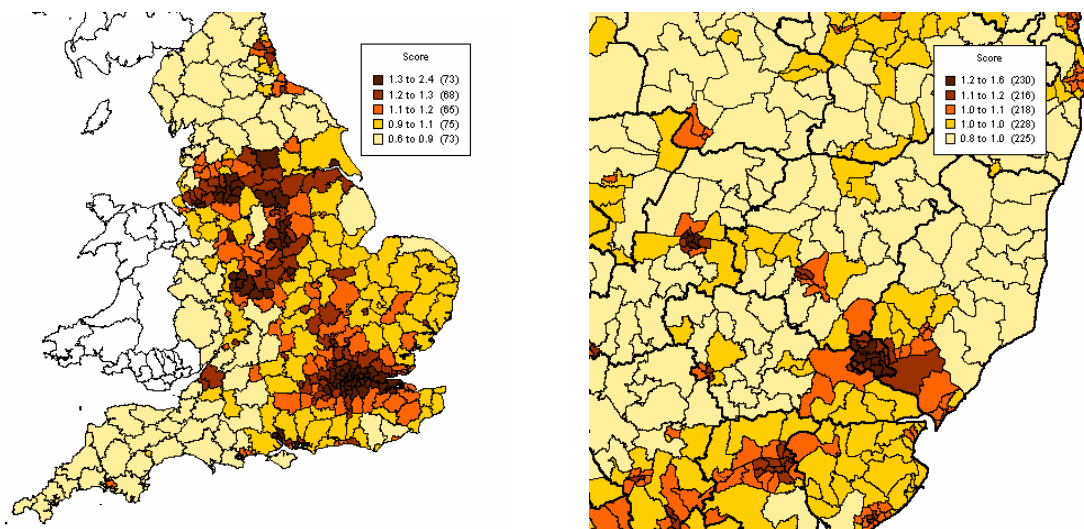 Score
1.3 to 2.4 (73)
1.2 to 1.3 (68)
1.1 to 1.2 (65)
0.9 to 1.1 (75)
0.6 to 0.9 (73)
Score
1.2 to 1.6 (230)
1.1 to 1.2 (216)
1.0 to 1.1 (218)
1.0 to 1.0 (228)
0.8 to 1.0 (225)